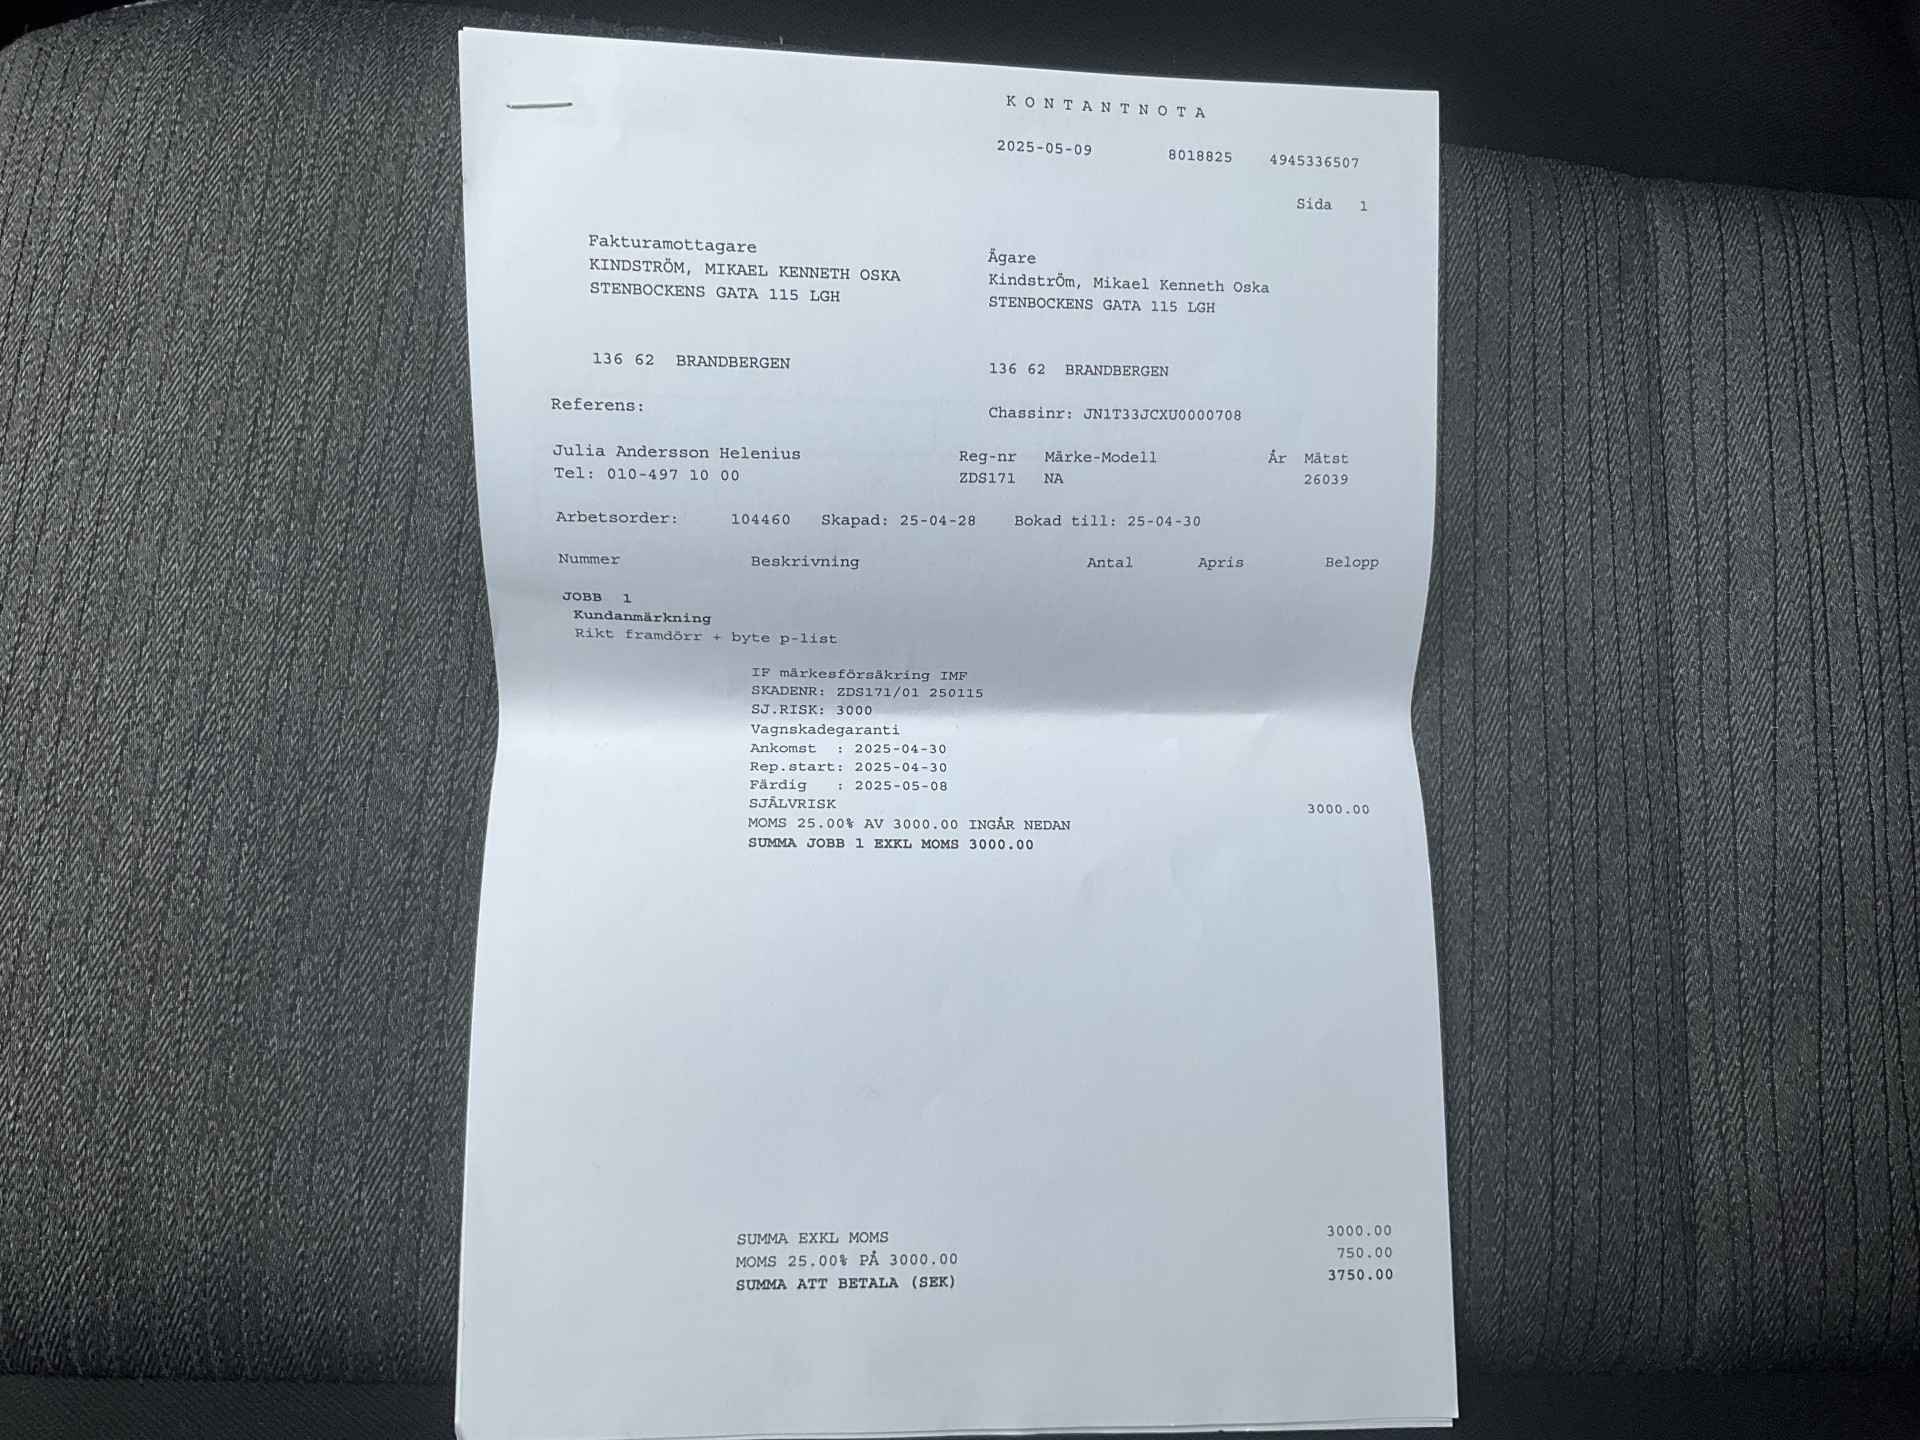 KONTANTNOTA
2025-05-09 8018825 4945336507
Sida 1
Fakturamottagare
KINDSTRÖM, MIKAEL KENNETH OSKA
STENBOCKENS GATA 115 LGH
136 62 BRANDBERGEN
Ägare
KindstrÖm, Mikael Kenneth Oska
STENBOCKENS GATA 115 LGH
136 62 BRANDBERGEN
Referens:
Chassinr: JN1T33JCXU0000708
Julia Andersson Helenius
Tel: 010-497 10 00
Reg-nr Märke-Modell År Mätst
ZDS171 NA 26039
Arbetsorder: 104460 Skapad: 25-04-28 Bokad till: 25-04-30
Nummer Beskrivning Antal Apris Belopp
JOBB 1
Kundanmärkning
Rikt framdörr + byte p-list
IF märkesförsäkring IMF
SKADENR: ZDS171/01 250115
SJ.RISK: 3000
Vagnskadegaranti
Ankomst : 2025-04-30
Rep.start: 2025-04-30
Färdig : 2025-05-08
SJÄLVRISK 3000.00
MOMS 25.00% AV 3000.00 INGÅR NEDAN
SUMMA JOBB 1 EXKL MOMS 3000.00
SUMMA EXKL MOMS 3000.00
MOMS 25.00% PÅ 3000.00 750.00
SUMMA ATT BETALA (SEK) 3750.00